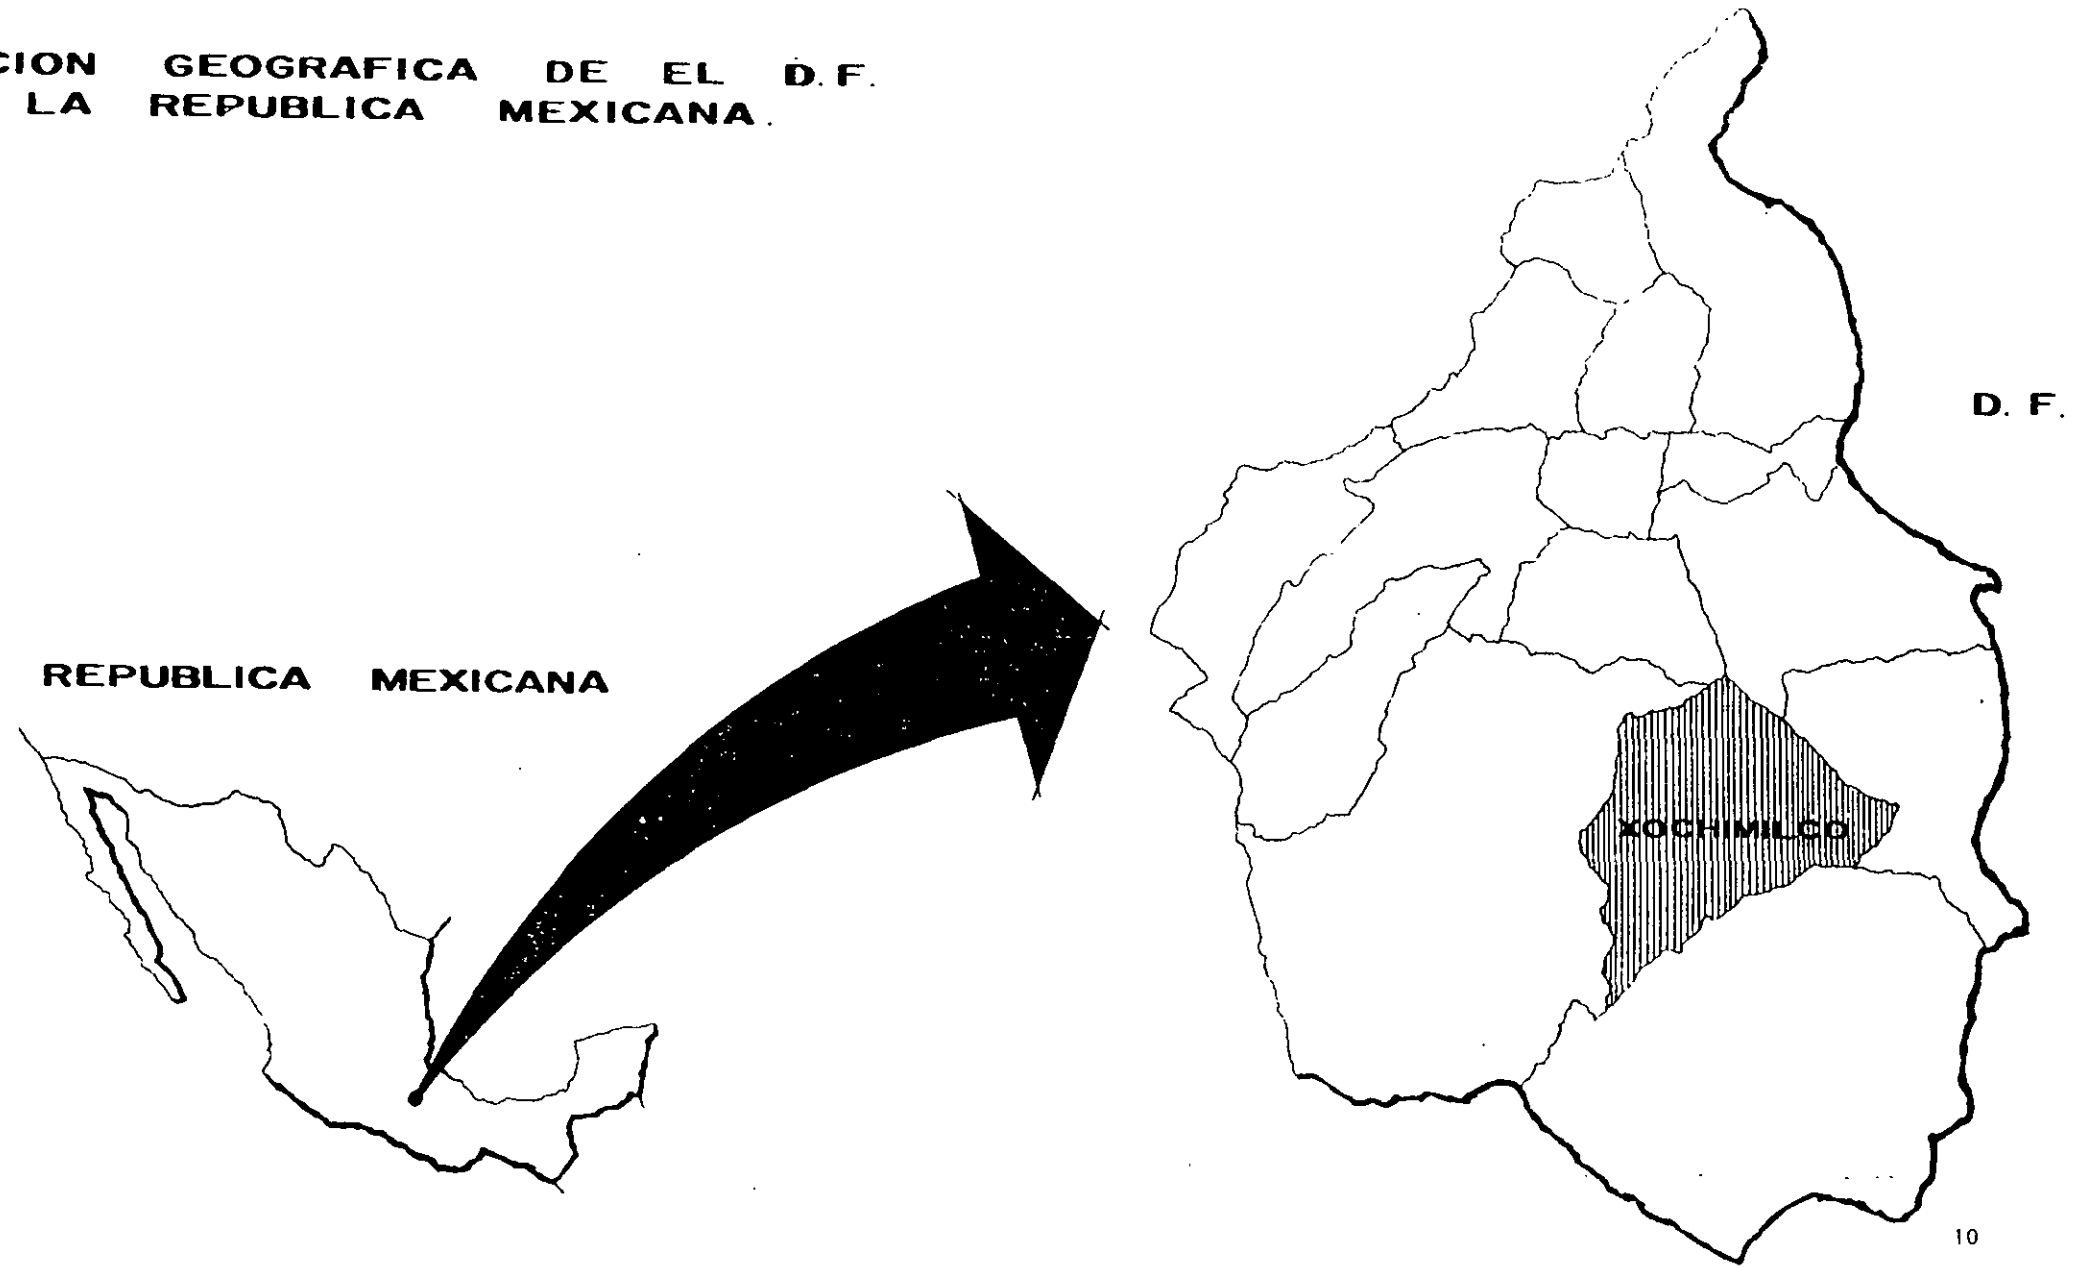 CION GEOGRAFICA DE EL D.F.
LA REPUBLICA MEXICANA.
D. F.
REPUBLICA MEXICANA
XOCHIMILCO
10